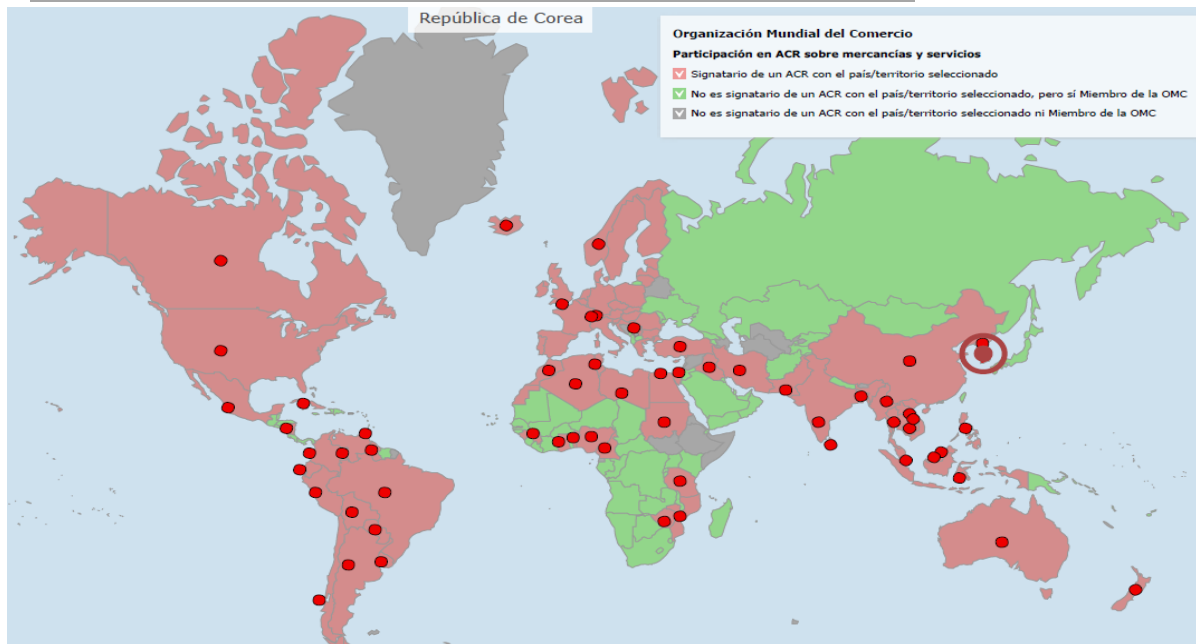 República de Corea
Organización Mundial del Comercio
Participación en ACR sobre mercancías y servicios
Signatario de un ACR con el país/territorio seleccionado
No es signatario de un ACR con el país/territorio seleccionado, pero sí Miembro de la OMC
No es signatario de un ACR con el país/territorio seleccionado ni Miembro de la OMC